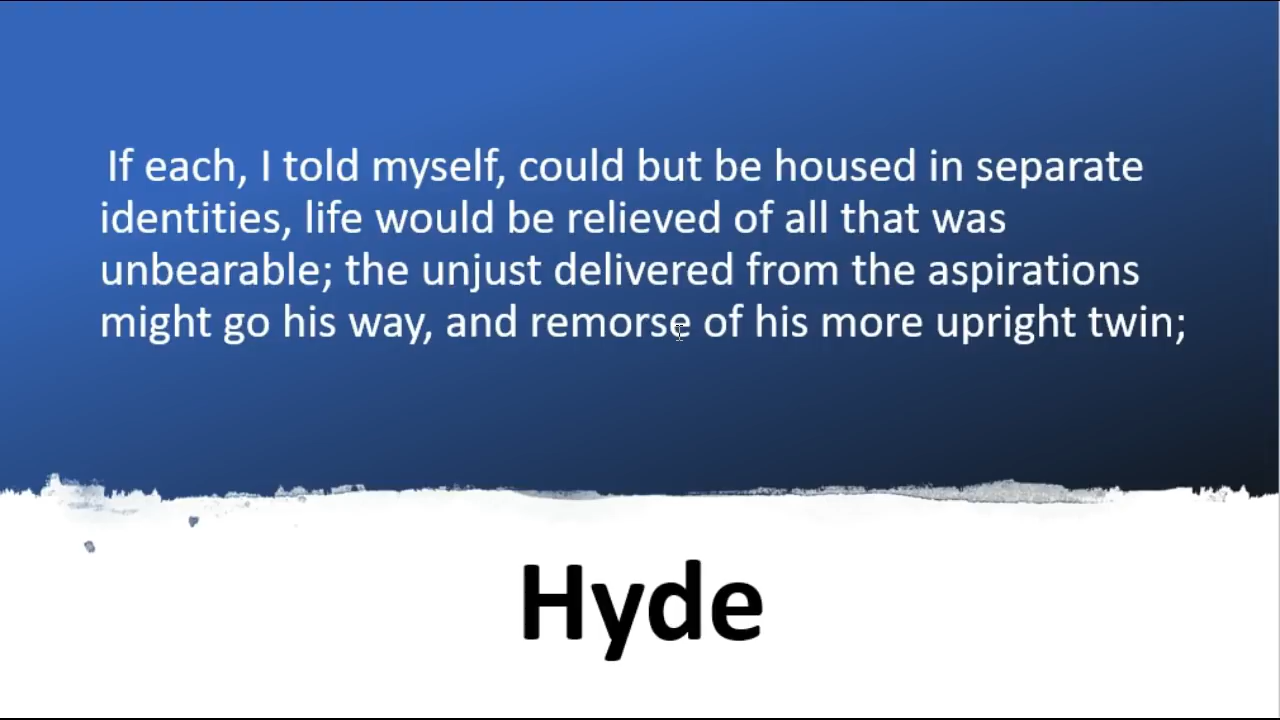 If each, I told myself, could but be housed in separate
identities, life would be relieved of all that was
unbearable; the unjust delivered from the aspirations
might go his way, and remorse of his more upright twin;
Hyde